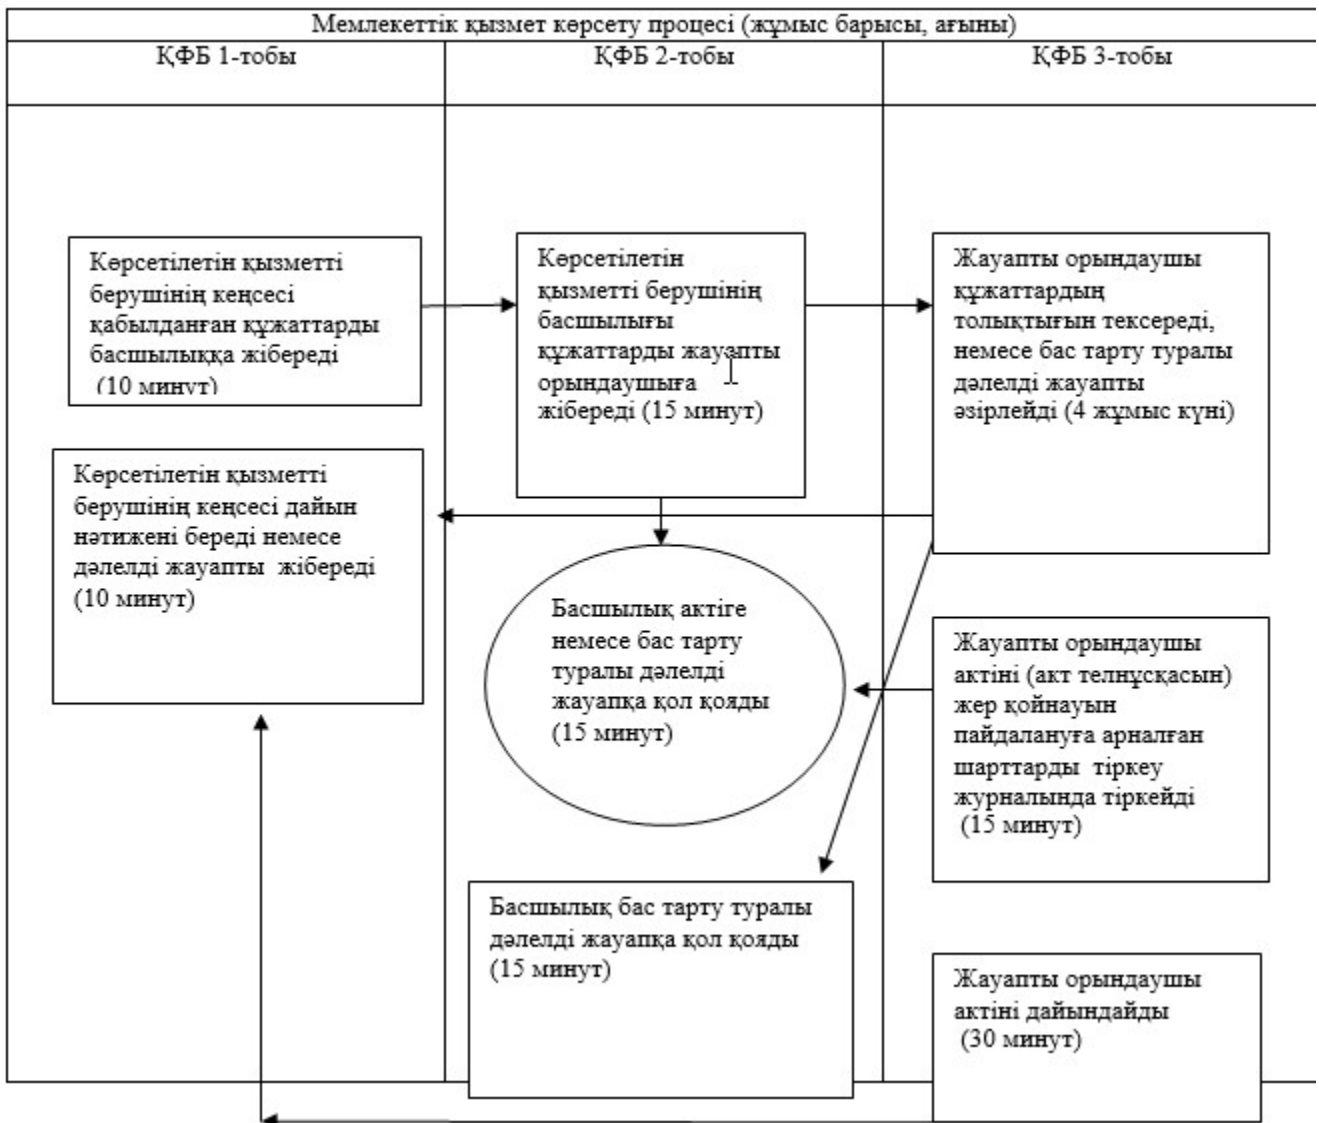 Мемлекеттік қызмет көрсету процесі (жұмыс барысы, ағыны)
ҚФБ 1-тобы
ҚФБ 2-тобы
ҚФБ 3-тобы
Көрсетілетін қызметті
берушінің кеңсесі
қабылданған құжаттарды
басшылыққа жібереді
(10 минут)
Көрсетілетін
қызметті берушінің
басшылығы
құжаттарды жауапты
орындаушыға
жібереді (15 минут)
Жауапты орындаушы
құжаттардың
толықтығын тексереді,
немесе бас тарту туралы
дәлелді жауапты
әзірлейді (4 жұмыс күні)
Көрсетілетін қызметті
берушінің кеңсесі дайын
нәтижені береді немесе
дәлелді жауапты жібереді
(10 минут)
Басшылық актіге
немесе бас тарту
туралы дәлелді
жауапқа қол қояды
(15 минут)
Жауапты орындаушы
актіні (акт телнұсқасын)
жер қойнауын
пайдалануға арналған
шарттарды тіркеу
журналында тіркейді
(15 минут)
Басшылық бас тарту туралы
дәлелді жауапқа қол қояды
(15 минут)
Жауапты орындаушы
актіні дайындайды
(30 минут)